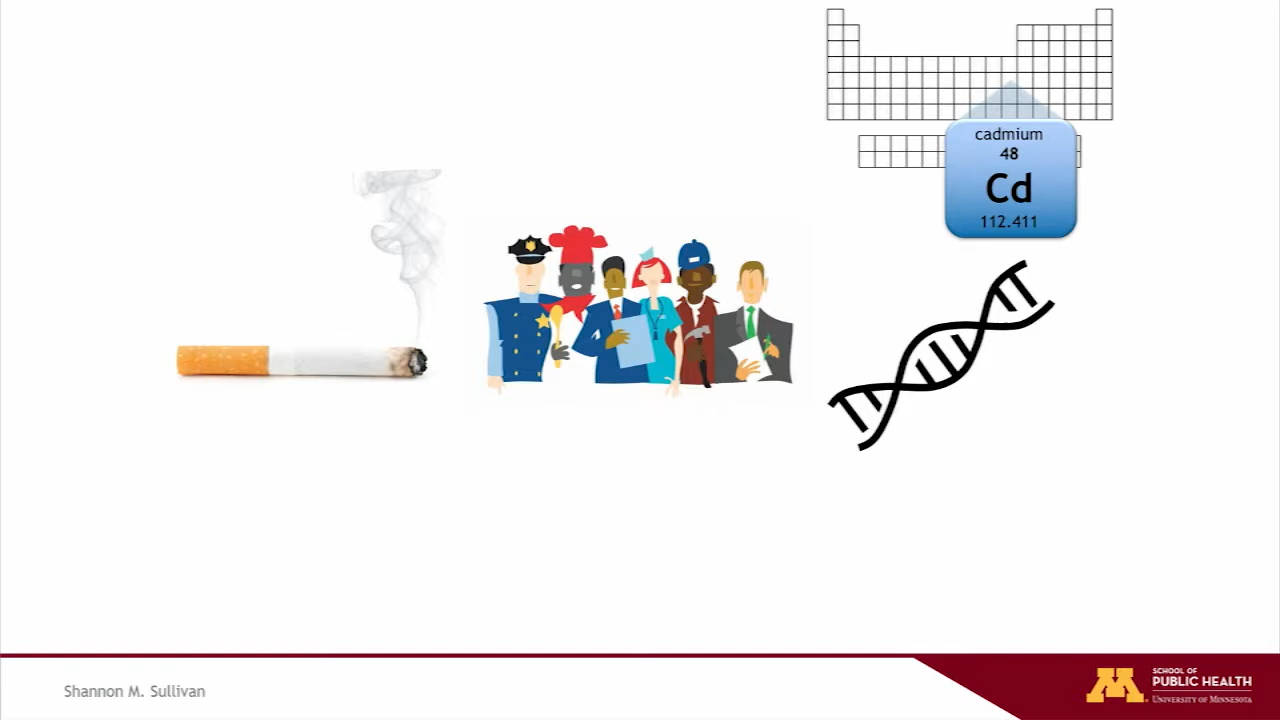 cadmium
48
Cd
112.411
Shannon M. Sullivan
M
SCHOOL OF
PUBLIC HEALTH
UNIVERSITY OF MINNESOTA